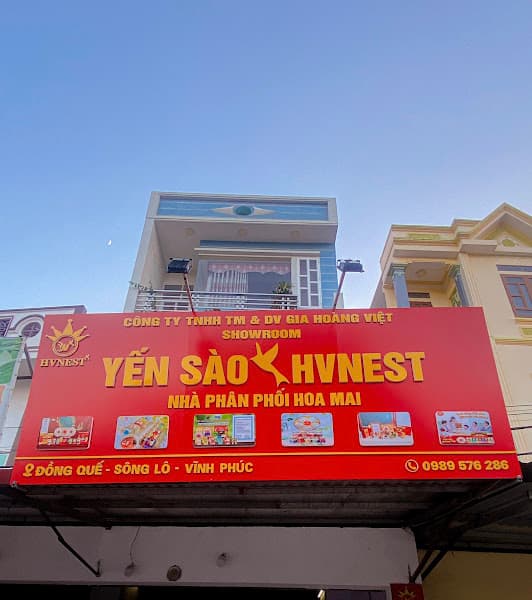 CÔNG TY TNHH TM & DV GIA HOÀNG VIỆT
SHOWROOM
HVNEST
YẾN SÀO HVNEST
NHÀ PHÂN PHỐI HOA MAI
ĐỒNG QUẾ - SÔNG LÔ - VĨNH PHÚC
0989 576 286